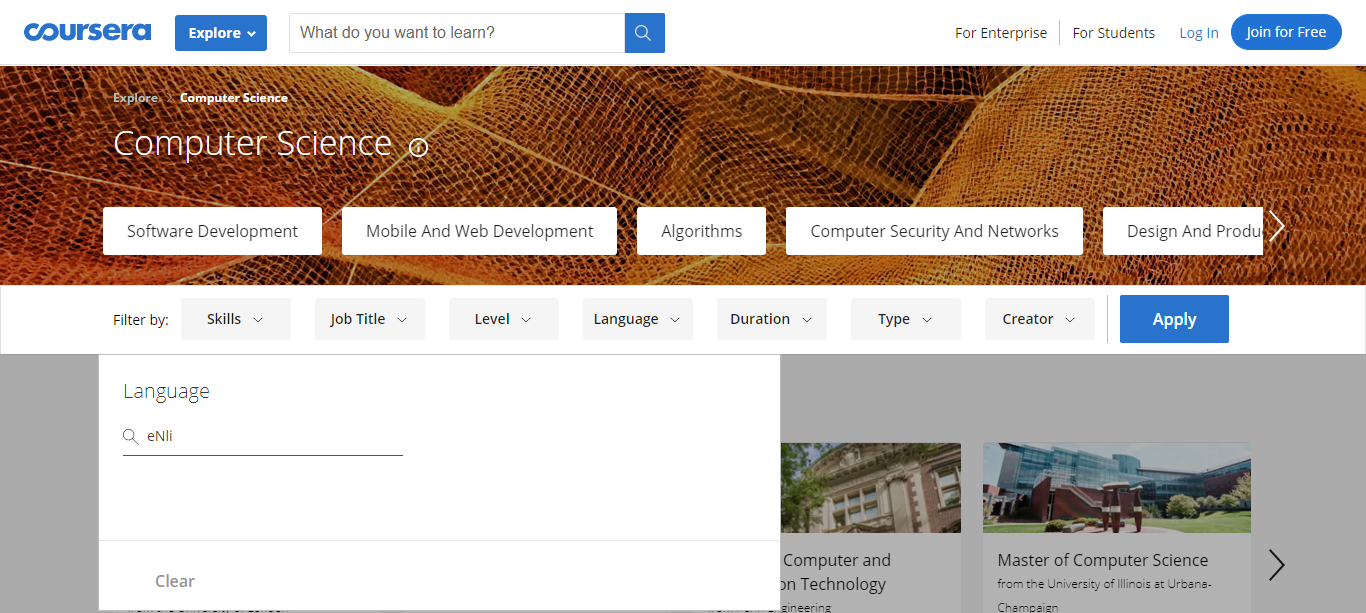 coursera
Explore
What do you want to learn?
For Enterprise
For Students
Log In
Join for Free
Explore
Computer Science
Computer Science
Software Development
Mobile And Web Development
Algorithms
Computer Security And Networks
Design And Produ
Filter by:
Skills
Job Title
Level
Language
Duration
Type
Creator
Apply
Language
eNli
Clear
Computer and
on Technology
Engineering
Master of Computer Science
from the University of Illinois at Urbana-
Champaign